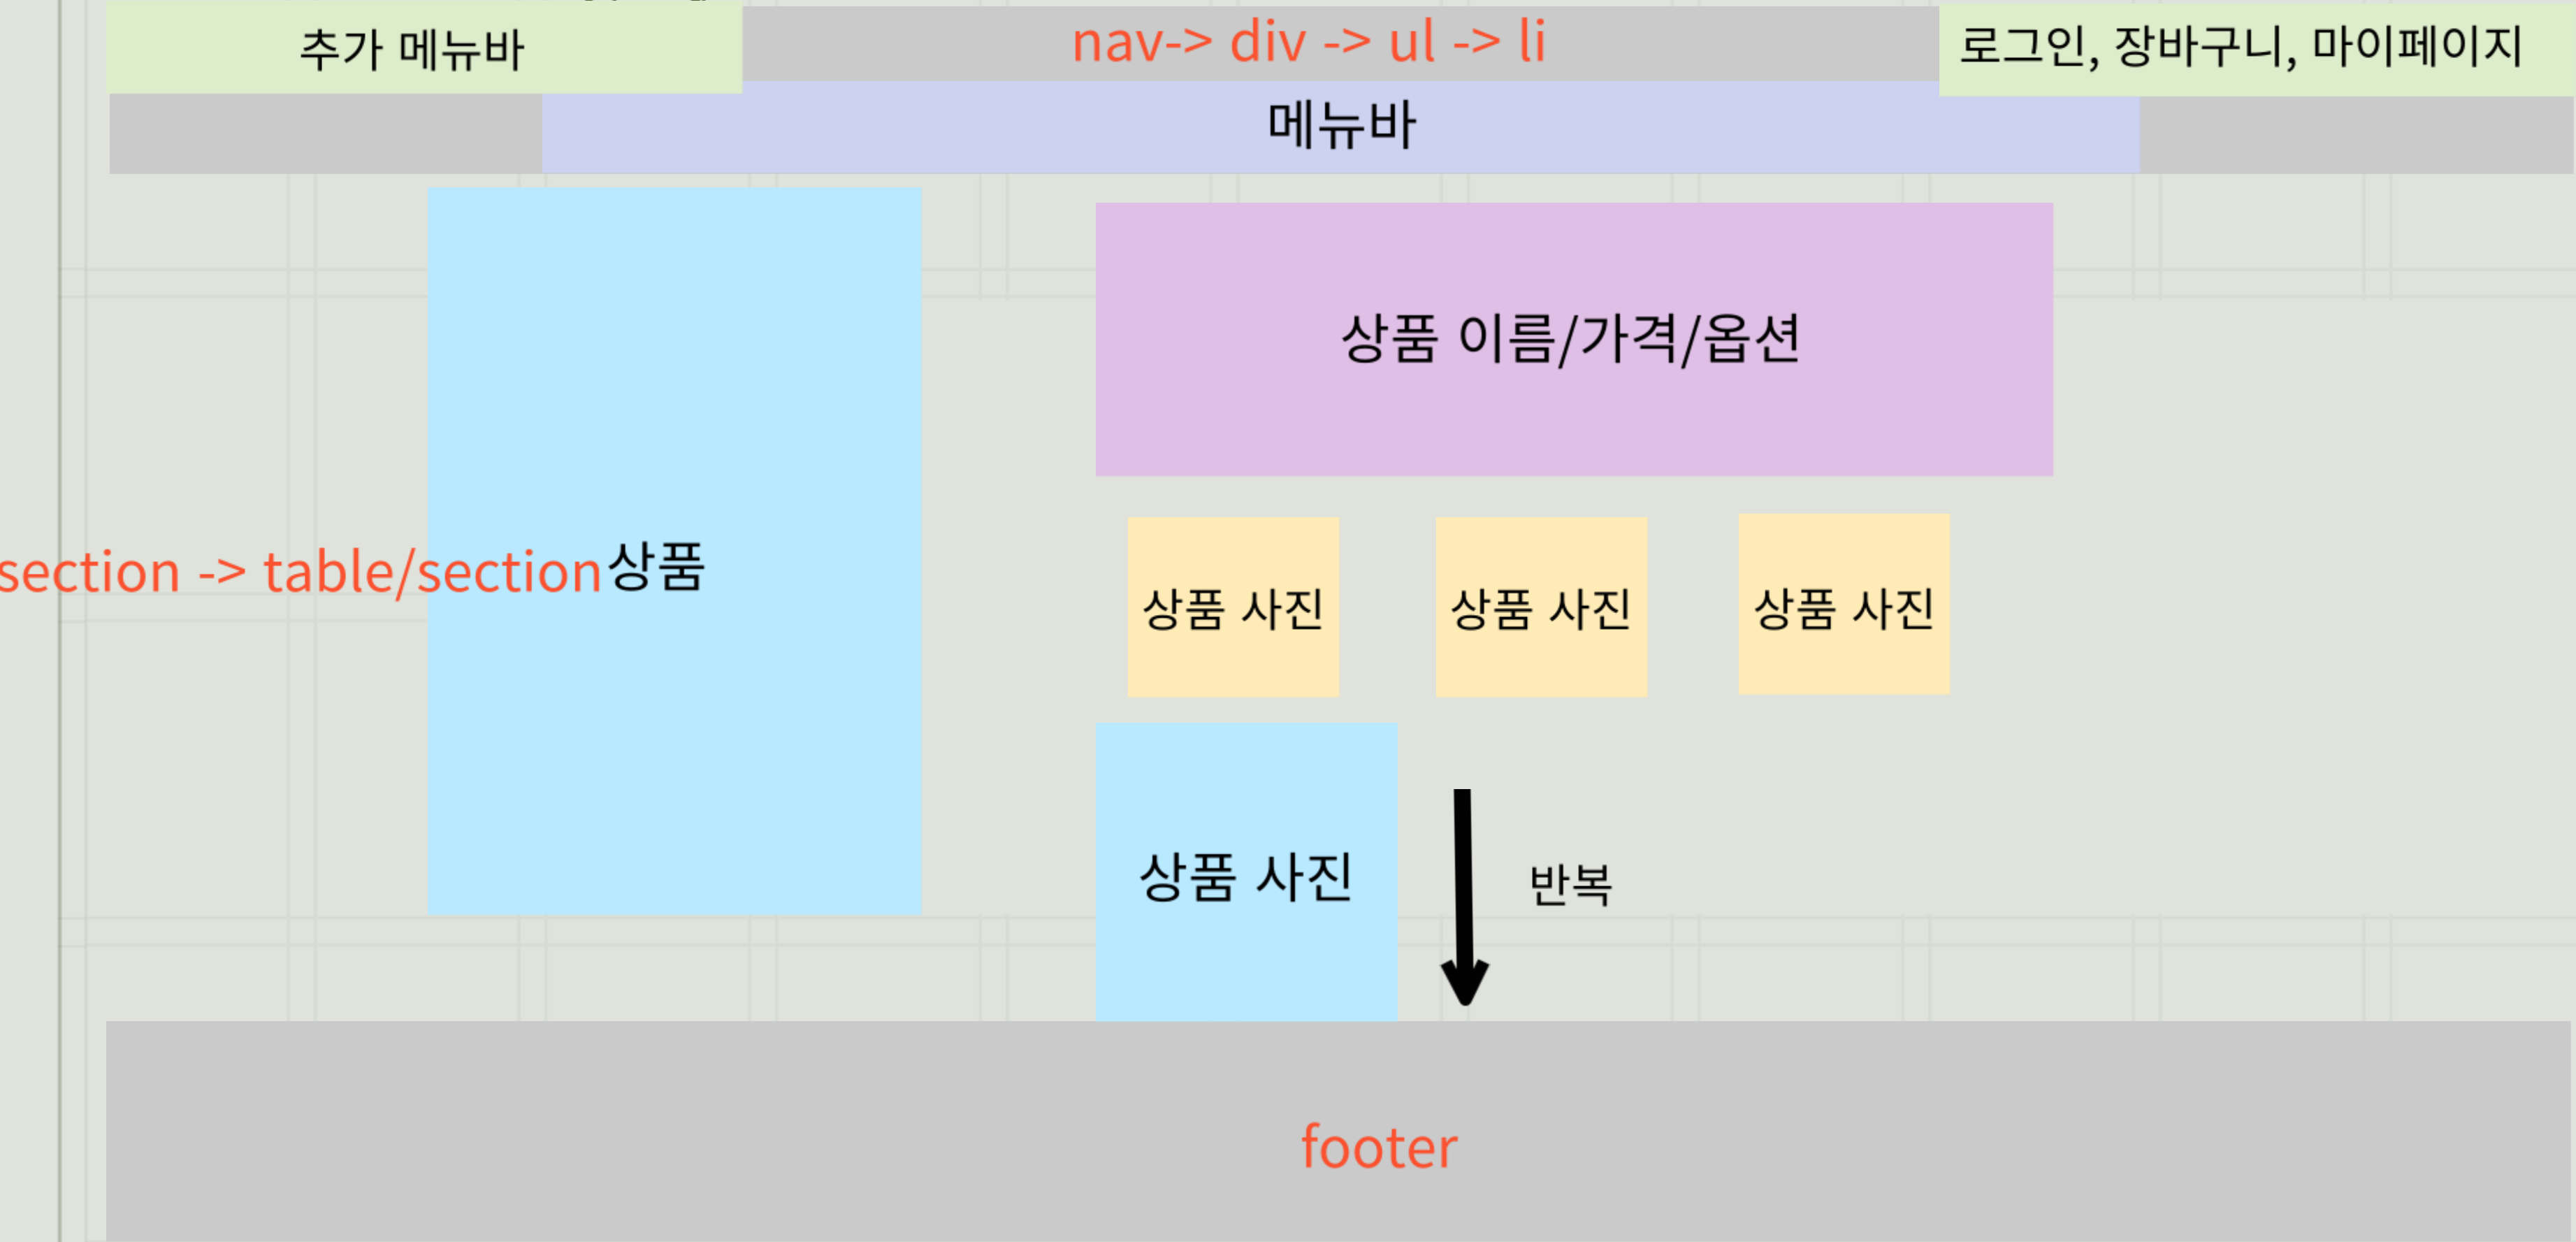 추가 메뉴바
nav-> div -> ul -> li
로그인, 장바구니, 마이페이지
메뉴바
상품 이름/가격/옵션
section -> table/section
상품
상품 사진
상품 사진
상품 사진
상품 사진
반복
footer